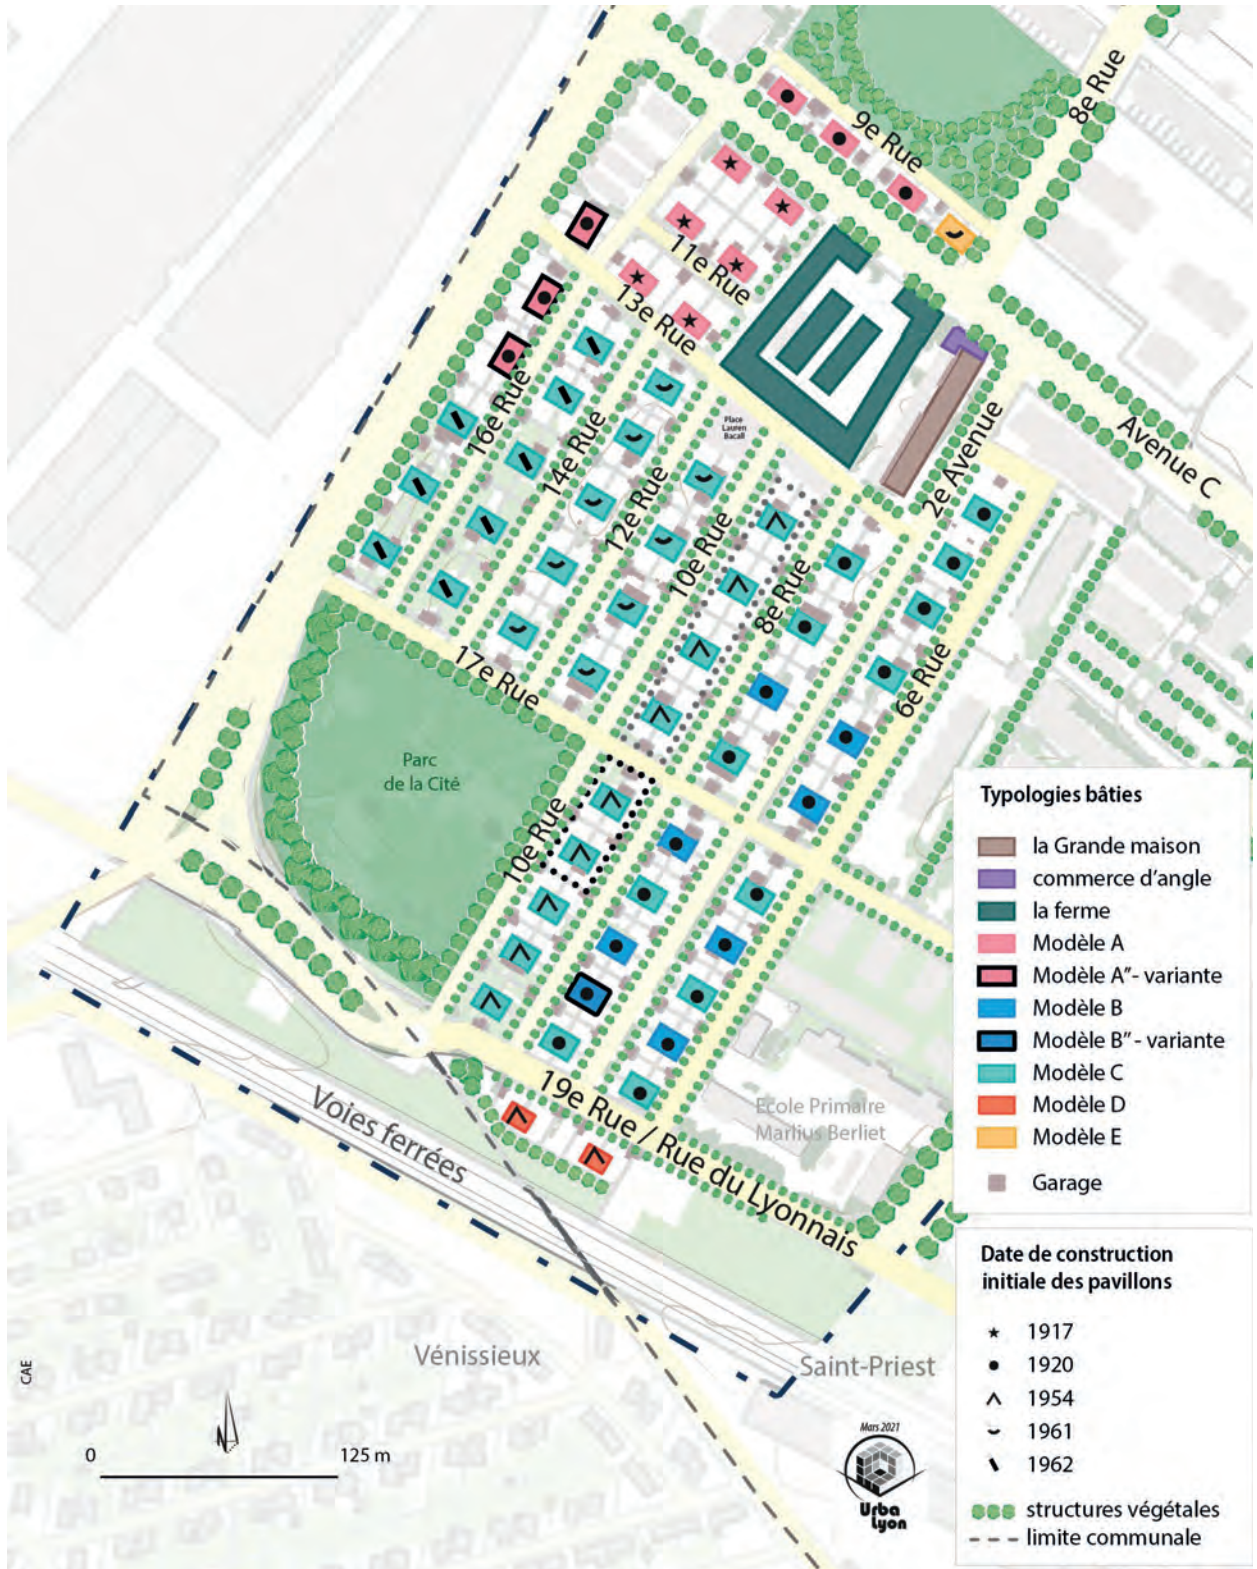 8e Rue
9e Rue
11e Rue
13e Rue
16e Rue
14e Rue
12e Rue
Place
Lauren
Bacall
10e Rue
8e Rue
2e Avenue
Avenue C
6e Rue
17e Rue
Parc
de la Cité
10e Rue
19e Rue / Rue du Lyonnais
Ecole Primaire
Marlius Berliet
Voies ferrées
Vénissieux
Saint-Priest
CAE
N
0
125 m
Mars 2021
Urba
Lyon
Typologies bâties
la Grande maison
commerce d'angle
la ferme
Modèle A
Modèle A"- variante
Modèle B
Modèle B" - variante
Modèle C
Modèle D
Modèle E
Garage
Date de construction
initiale des pavillons
1917
1920
1954
1961
1962
structures végétales
limite communale